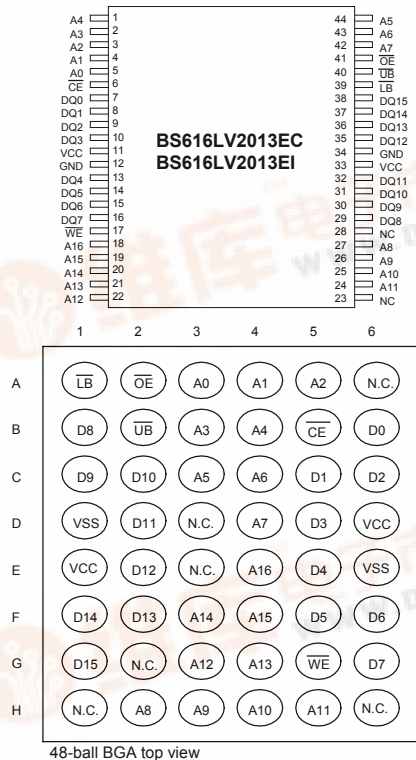 A4 1 44 A5
A3 2 43 A6
A2 3 42 A7
A1 4 41 OE
A0 5 40 UB
CE 6 39 LB
DQ0 7 38 DQ15
DQ1 8 37 DQ14
DQ2 9 36 DQ13
DQ3 10 BS616LV2013EC 35 DQ12
VCC 11 BS616LV2013EI 34 GND
GND 12 33 VCC
DQ4 13 32 DQ11
DQ5 14 31 DQ10
DQ6 15 30 DQ9
DQ7 16 29 DQ8
WE 17 28 NC
A16 18 27 A8
A15 19 26 A9
A14 20 25 A10
A13 21 24 A11
A12 22 23 NC
1 2 3 4 5 6
A LB OE A0 A1 A2 N.C.
B D8 UB A3 A4 CE D0
C D9 D10 A5 A6 D1 D2
D VSS D11 N.C. A7 D3 VCC
E VCC D12 N.C. A16 D4 VSS
F D14 D13 A14 A15 D5 D6
G D15 N.C. A12 A13 WE D7
H N.C. A8 A9 A10 A11 N.C.
48-ball BGA top view